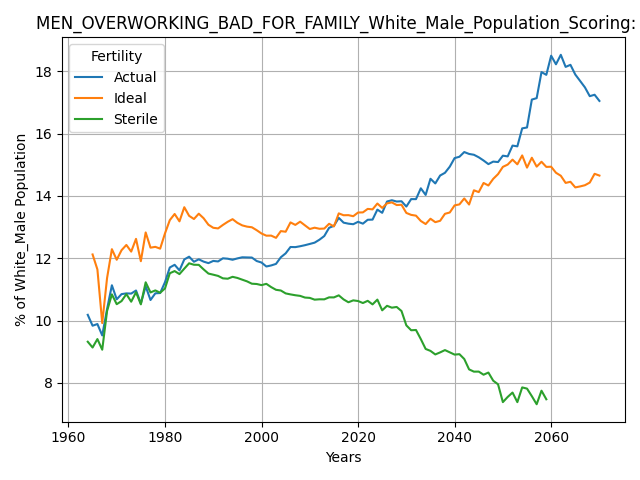 MEN_OVERWORKING_BAD_FOR_FAMILY_White_Male_Population_Scoring:
Fertility
Actual
Ideal
Sterile
% of White_Male Population
18
16
14
12
10
8
1960 1980 2000 2020 2040 2060
Years